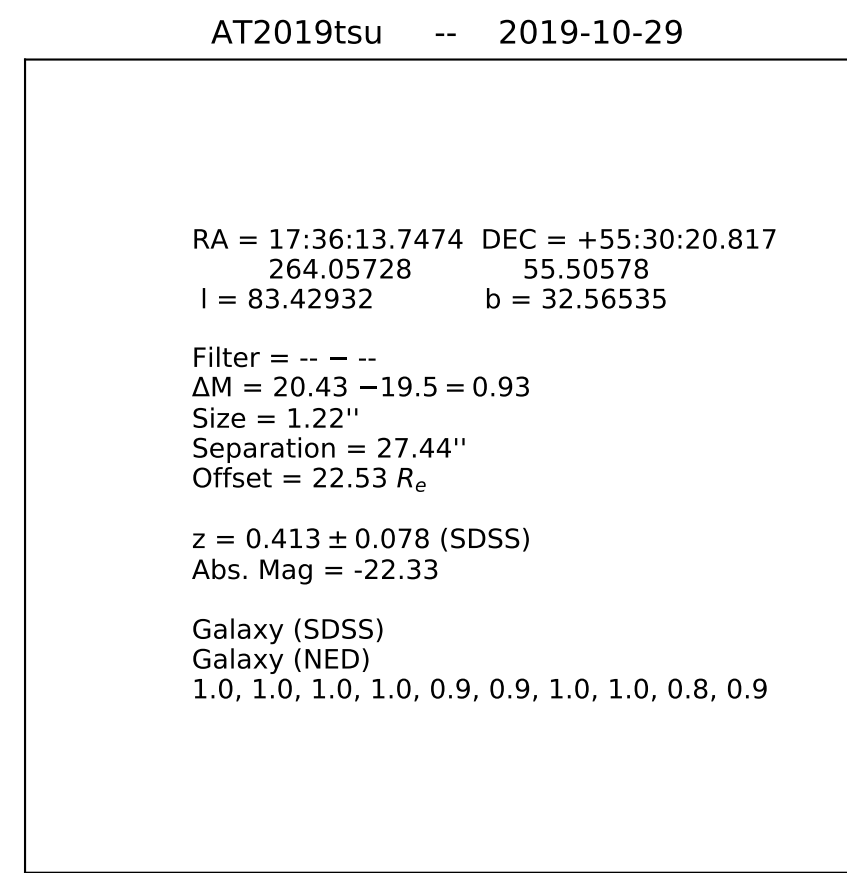 AT2019tsu -- 2019-10-29
RA = 17:36:13.7474 DEC = +55:30:20.817
264.05728 55.50578
l = 83.42932 b = 32.56535
Filter = -- − --
ΔM = 20.43 −19.5 = 0.93
Size = 1.22''
Separation = 27.44''
Offset = 22.53 Rₑ
z = 0.413 ± 0.078 (SDSS)
Abs. Mag = -22.33
Galaxy (SDSS)
Galaxy (NED)
1.0, 1.0, 1.0, 1.0, 0.9, 0.9, 1.0, 1.0, 0.8, 0.9